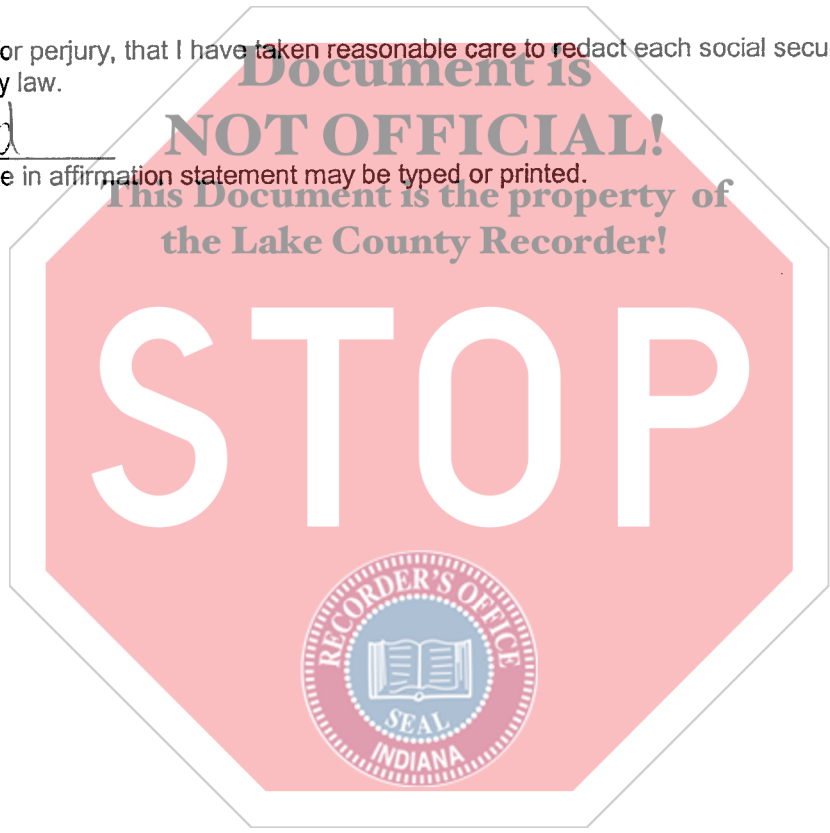 or perjury, that I have taken reasonable care to redact each social secu
y law.
Document is
NOT OFFICIAL!
e in affirmation statement may be typed or printed.
This Document is the property of
the Lake County Recorder!
STOP
RECORDER'S OFFICE
SEAL
INDIANA